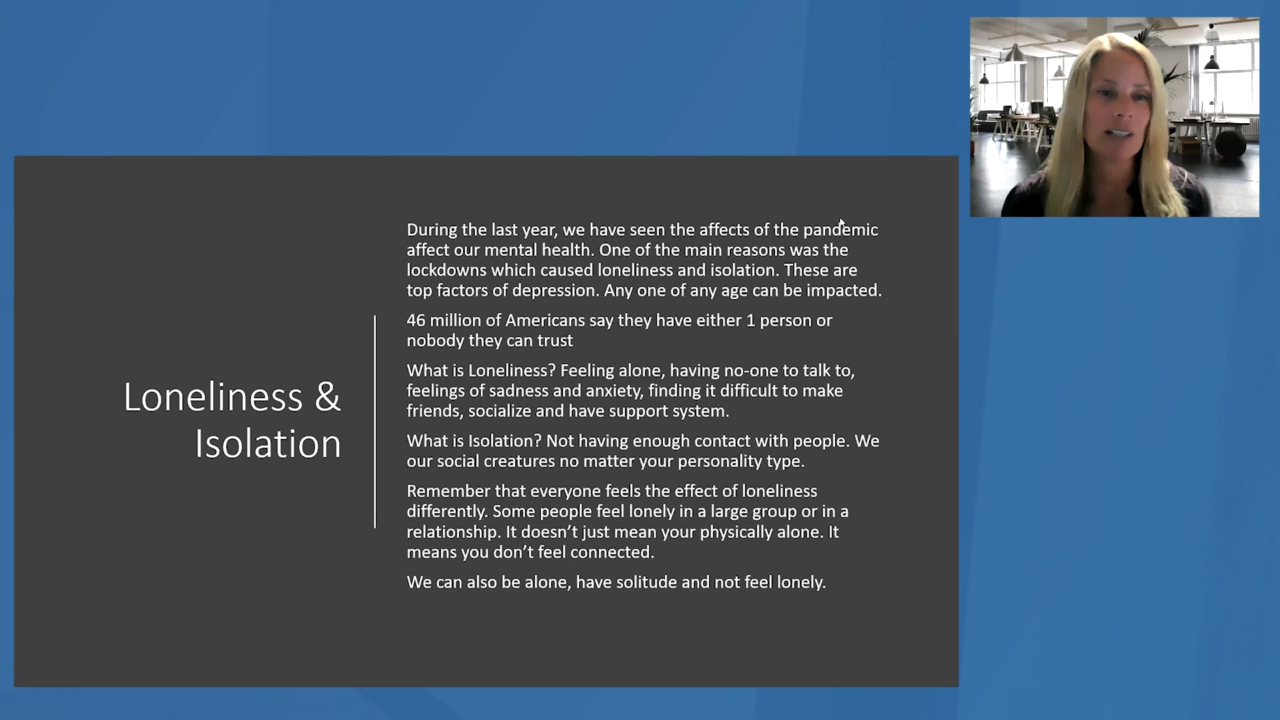 Loneliness &
Isolation
During the last year, we have seen the affects of the pandemic
affect our mental health. One of the main reasons was the
lockdowns which caused loneliness and isolation. These are
top factors of depression. Any one of any age can be impacted.
46 million of Americans say they have either 1 person or
nobody they can trust
What is Loneliness? Feeling alone, having no-one to talk to,
feelings of sadness and anxiety, finding it difficult to make
friends, socialize and have support system.
What is Isolation? Not having enough contact with people. We
our social creatures no matter your personality type.
Remember that everyone feels the effect of loneliness
differently. Some people feel lonely in a large group or in a
relationship. It doesn’t just mean your physically alone. It
means you don’t feel connected.
We can also be alone, have solitude and not feel lonely.